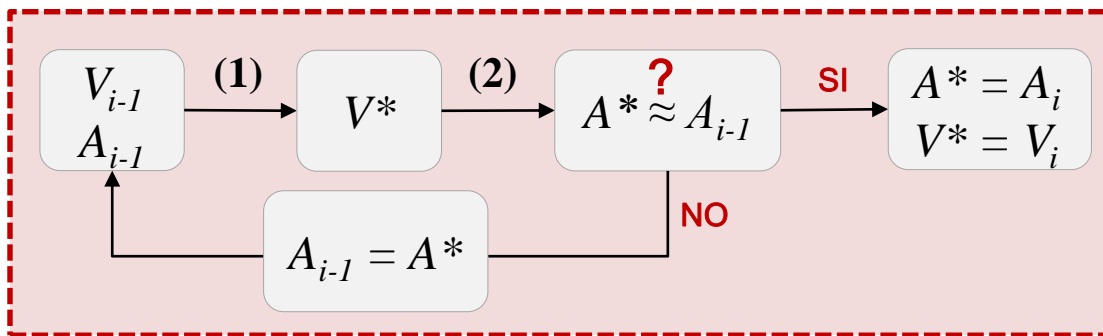 V_{i-1}
A_{i-1}
(1)
V*
(2)
?
A* ≈ A_{i-1}
SI
A* = A_i
V* = V_i
NO
A_{i-1} = A*